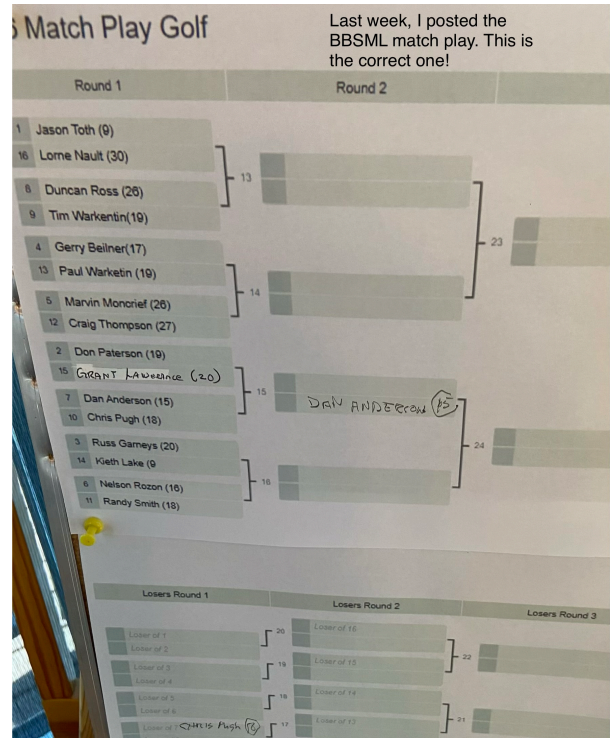 6 Match Play Golf
Last week, I posted the
BBSML match play. This is
the correct one!
Round 1
Round 2
1 Jason Toth (9)
16 Lorne Nault (30)
13
8 Duncan Ross (26)
9 Tim Warkentin(19)
23
4 Gerry Beilner(17)
13 Paul Warketin (19)
14
5 Marvin Moncrief (26)
12 Craig Thompson (27)
2 Don Paterson (19)
15 GRANT LAWERANCE (20)
15
DAN ANDERSON 15
7 Dan Anderson (15)
10 Chris Pugh (18)
24
3 Russ Garneys (20)
14 Kieth Lake (9
16
6 Nelson Rozon (16)
11 Randy Smith (18)
Losers Round 1
Losers Round 2
Losers Round 3
Loser of 1
Loser of 2
20
Loser of 16
Loser of 3
Loser of 4
19
Loser of 15
22
Loser of 5
Loser of 6
18
Loser of 14
Loser of 7 CHRIS Pugh 18
17
Loser of 13
21